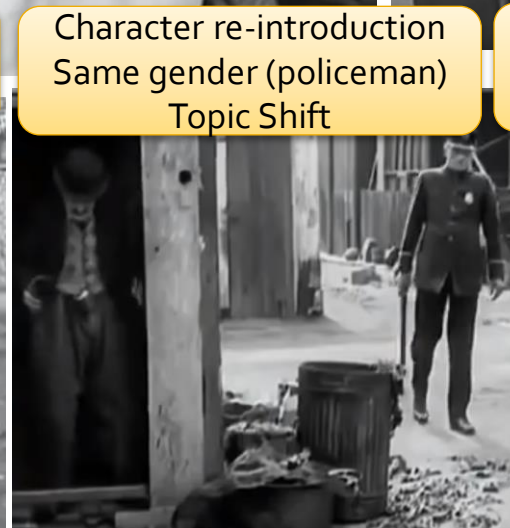 Character re-introduction
Same gender (policeman)
Topic Shift